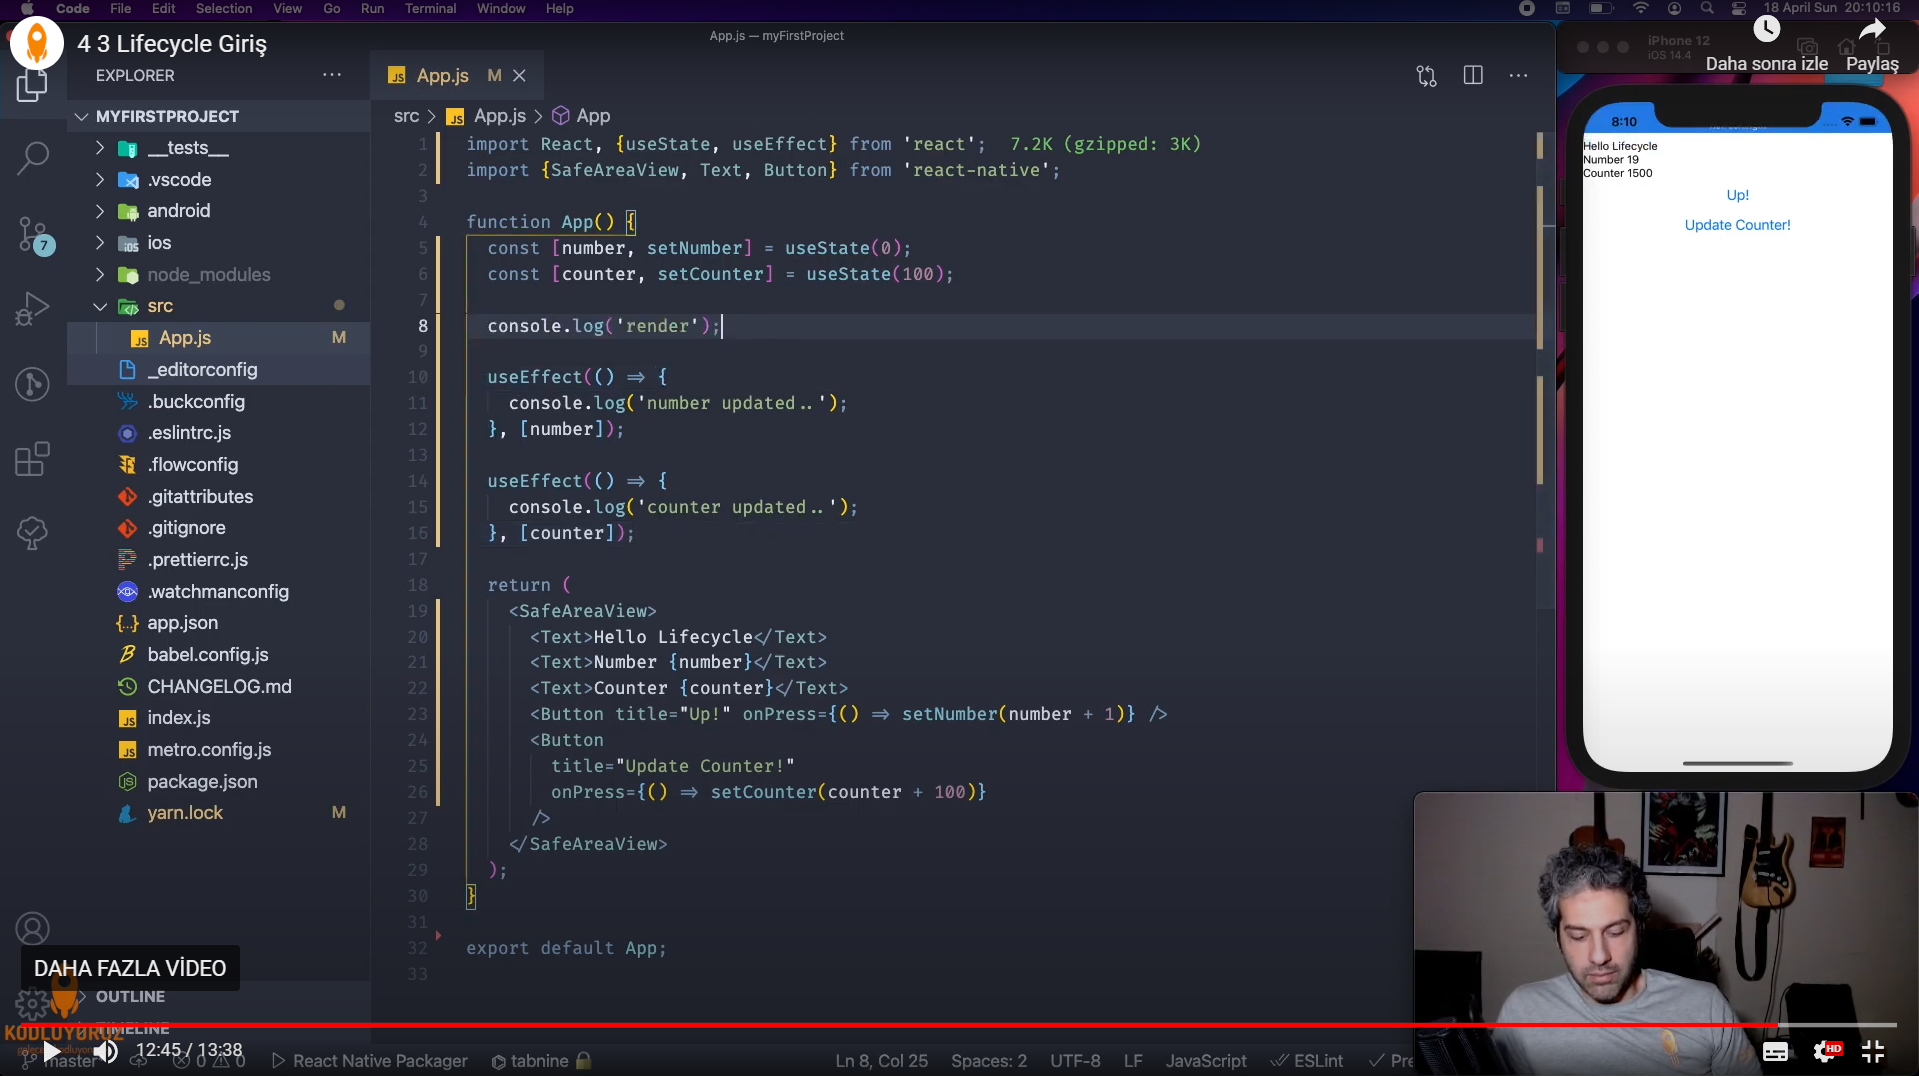 Code File Edit Selection View Go Run Terminal Window Help
18 April Sun 20:10:16
4 3 Lifecycle Giriş
App.js — myFirstProject
iPhone 12
iOS 14.4
Daha sonra izle
Paylaş
EXPLORER
App.js M
MYFIRSTPROJECT
src > App.js > App
__tests__
.vscode
android
ios
node_modules
src
App.js M
_editorconfig
.buckconfig
.eslintrc.js
.flowconfig
.gitattributes
.gitignore
.prettierrc.js
.watchmanconfig
app.json
babel.config.js
CHANGELOG.md
index.js
metro.config.js
package.json
yarn.lock M
7
1 import React, {useState, useEffect} from 'react'; 7.2K (gzipped: 3K)
2 import {SafeAreaView, Text, Button} from 'react-native';
3
4 function App() {
5 const [number, setNumber] = useState(0);
6 const [counter, setCounter] = useState(100);
7
8 console.log('render');
9
10 useEffect(() => {
11 console.log('number updated..');
12 }, [number]);
13
14 useEffect(() => {
15 console.log('counter updated..');
16 }, [counter]);
17
18 return (
19 <SafeAreaView>
20 <Text>Hello Lifecycle</Text>
21 <Text>Number {number}</Text>
22 <Text>Counter {counter}</Text>
23 <Button title="Up!" onPress={() => setNumber(number + 1)} />
24 <Button
25 title="Update Counter!"
26 onPress={() => setCounter(counter + 100)}
27 />
28 </SafeAreaView>
29 );
30 }
31
32 export default App;
33
8:10
Hello Lifecycle
Number 19
Counter 1500
Up!
Update Counter!
DAHA FAZLA VİDEO
OUTLINE
TIMELINE
KODLUYORUZ
12:45 / 13:38
master
0 0
React Native Packager
tabnine
Ln 8, Col 25
Spaces: 2
UTF-8
LF
JavaScript
ESLint
HD